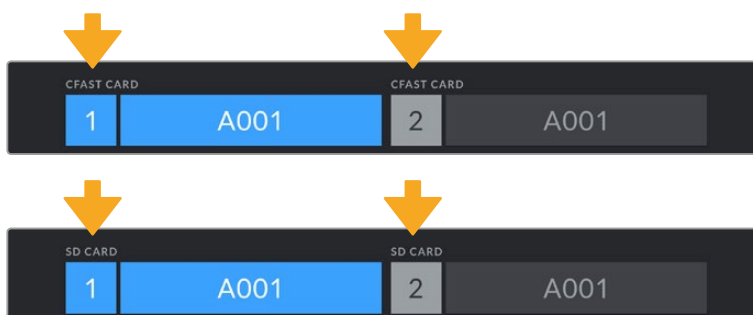 CFAST CARD CFAST CARD
1 A001 2 A001
SD CARD SD CARD
1 A001 2 A001